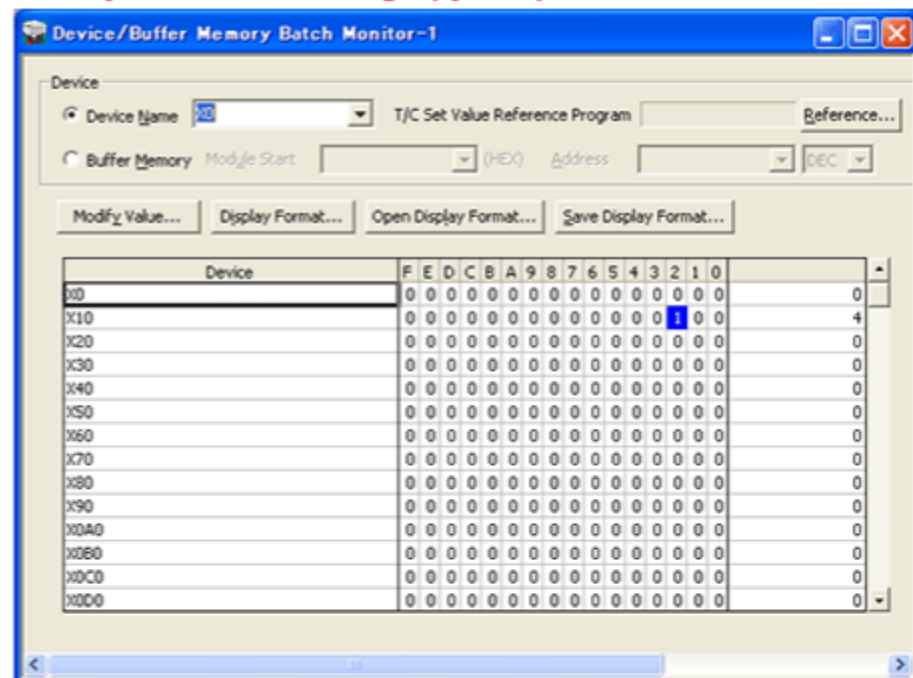 Device/Buffer Memory Batch Monitor-1
Device
Device Name X0 T/C Set Value Reference Program Reference...
Buffer Memory Module Start (HEX) Address DEC
Modify Value... Display Format... Open Display Format... Save Display Format...
Device F E D C B A 9 8 7 6 5 4 3 2 1 0
X0 0 0 0 0 0 0 0 0 0 0 0 0 0 0 0 0 0
X10 0 0 0 0 0 0 0 0 0 0 0 0 0 1 0 0 4
X20 0 0 0 0 0 0 0 0 0 0 0 0 0 0 0 0 0
X30 0 0 0 0 0 0 0 0 0 0 0 0 0 0 0 0 0
X40 0 0 0 0 0 0 0 0 0 0 0 0 0 0 0 0 0
X50 0 0 0 0 0 0 0 0 0 0 0 0 0 0 0 0 0
X60 0 0 0 0 0 0 0 0 0 0 0 0 0 0 0 0 0
X70 0 0 0 0 0 0 0 0 0 0 0 0 0 0 0 0 0
X80 0 0 0 0 0 0 0 0 0 0 0 0 0 0 0 0 0
X90 0 0 0 0 0 0 0 0 0 0 0 0 0 0 0 0 0
X0A0 0 0 0 0 0 0 0 0 0 0 0 0 0 0 0 0 0
X0B0 0 0 0 0 0 0 0 0 0 0 0 0 0 0 0 0 0
X0C0 0 0 0 0 0 0 0 0 0 0 0 0 0 0 0 0 0
X0D0 0 0 0 0 0 0 0 0 0 0 0 0 0 0 0 0 0